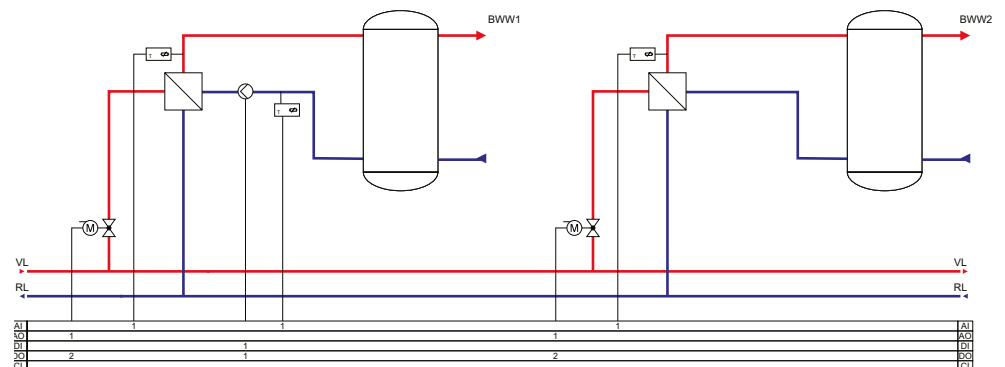 BWW1
BWW2
T
T
T
M
M
VL
VL
RL
RL
AI 1 1 1 AI
AO 1 1 AO
DI 1 DI
DO 2 1 2 DO
CI CI